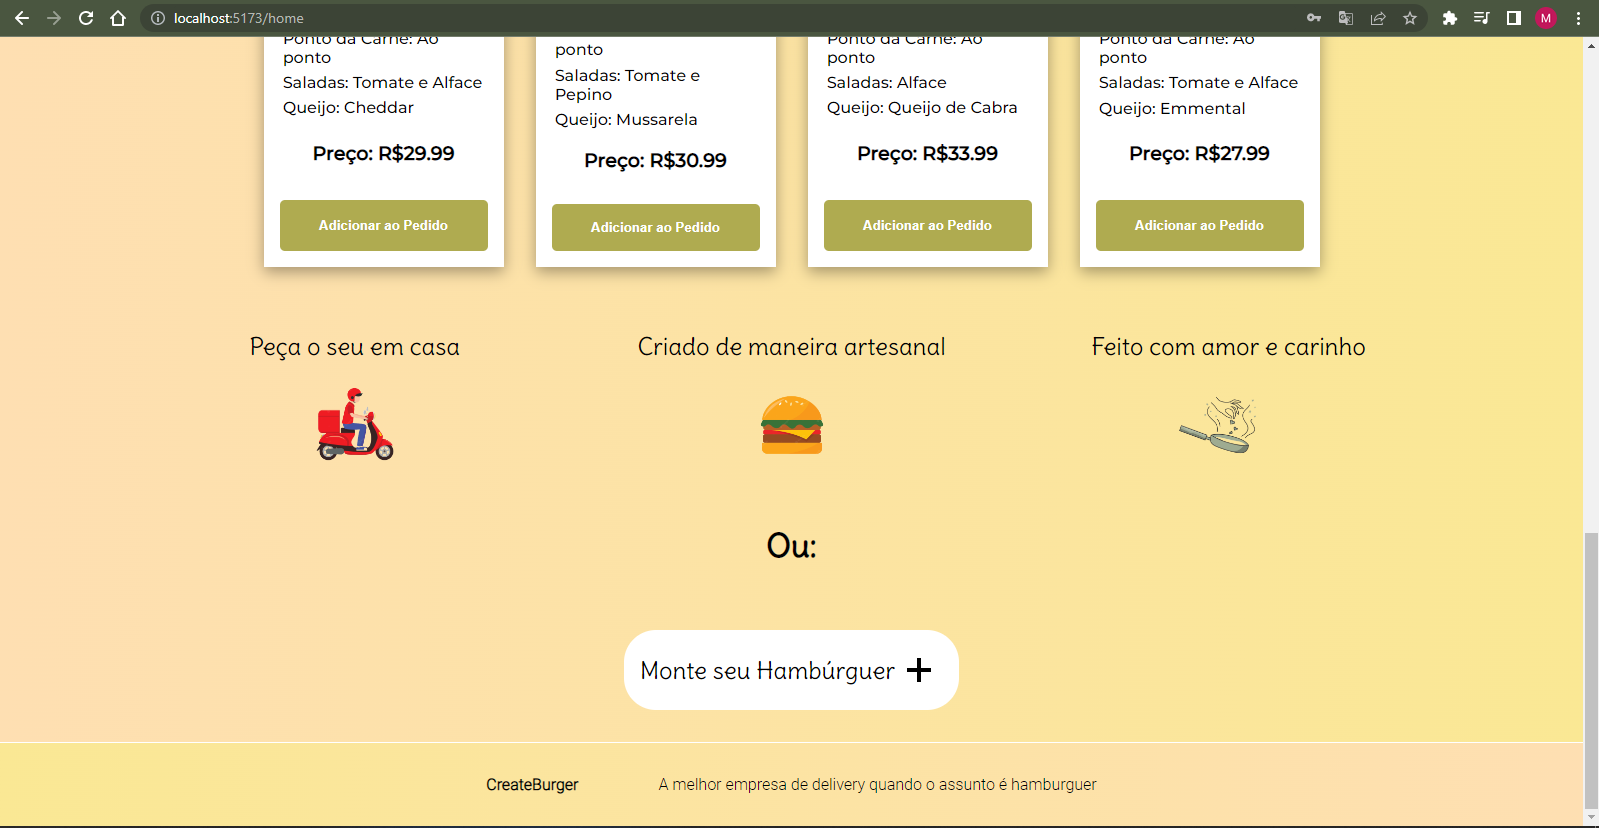 localhost:5173/home
M
Ponto da Carne: Ao
ponto
Saladas: Tomate e Alface
Queijo: Cheddar
Preço: R$29.99
Adicionar ao Pedido
ponto
Saladas: Tomate e
Pepino
Queijo: Mussarela
Preço: R$30.99
Adicionar ao Pedido
Ponto da Carne: Ao
ponto
Saladas: Alface
Queijo: Queijo de Cabra
Preço: R$33.99
Adicionar ao Pedido
Ponto da Carne: Ao
ponto
Saladas: Tomate e Alface
Queijo: Emmental
Preço: R$27.99
Adicionar ao Pedido
Peça o seu em casa
Criado de maneira artesanal
Feito com amor e carinho
Ou:
Monte seu Hambúrguer
CreateBurger
A melhor empresa de delivery quando o assunto é hamburguer